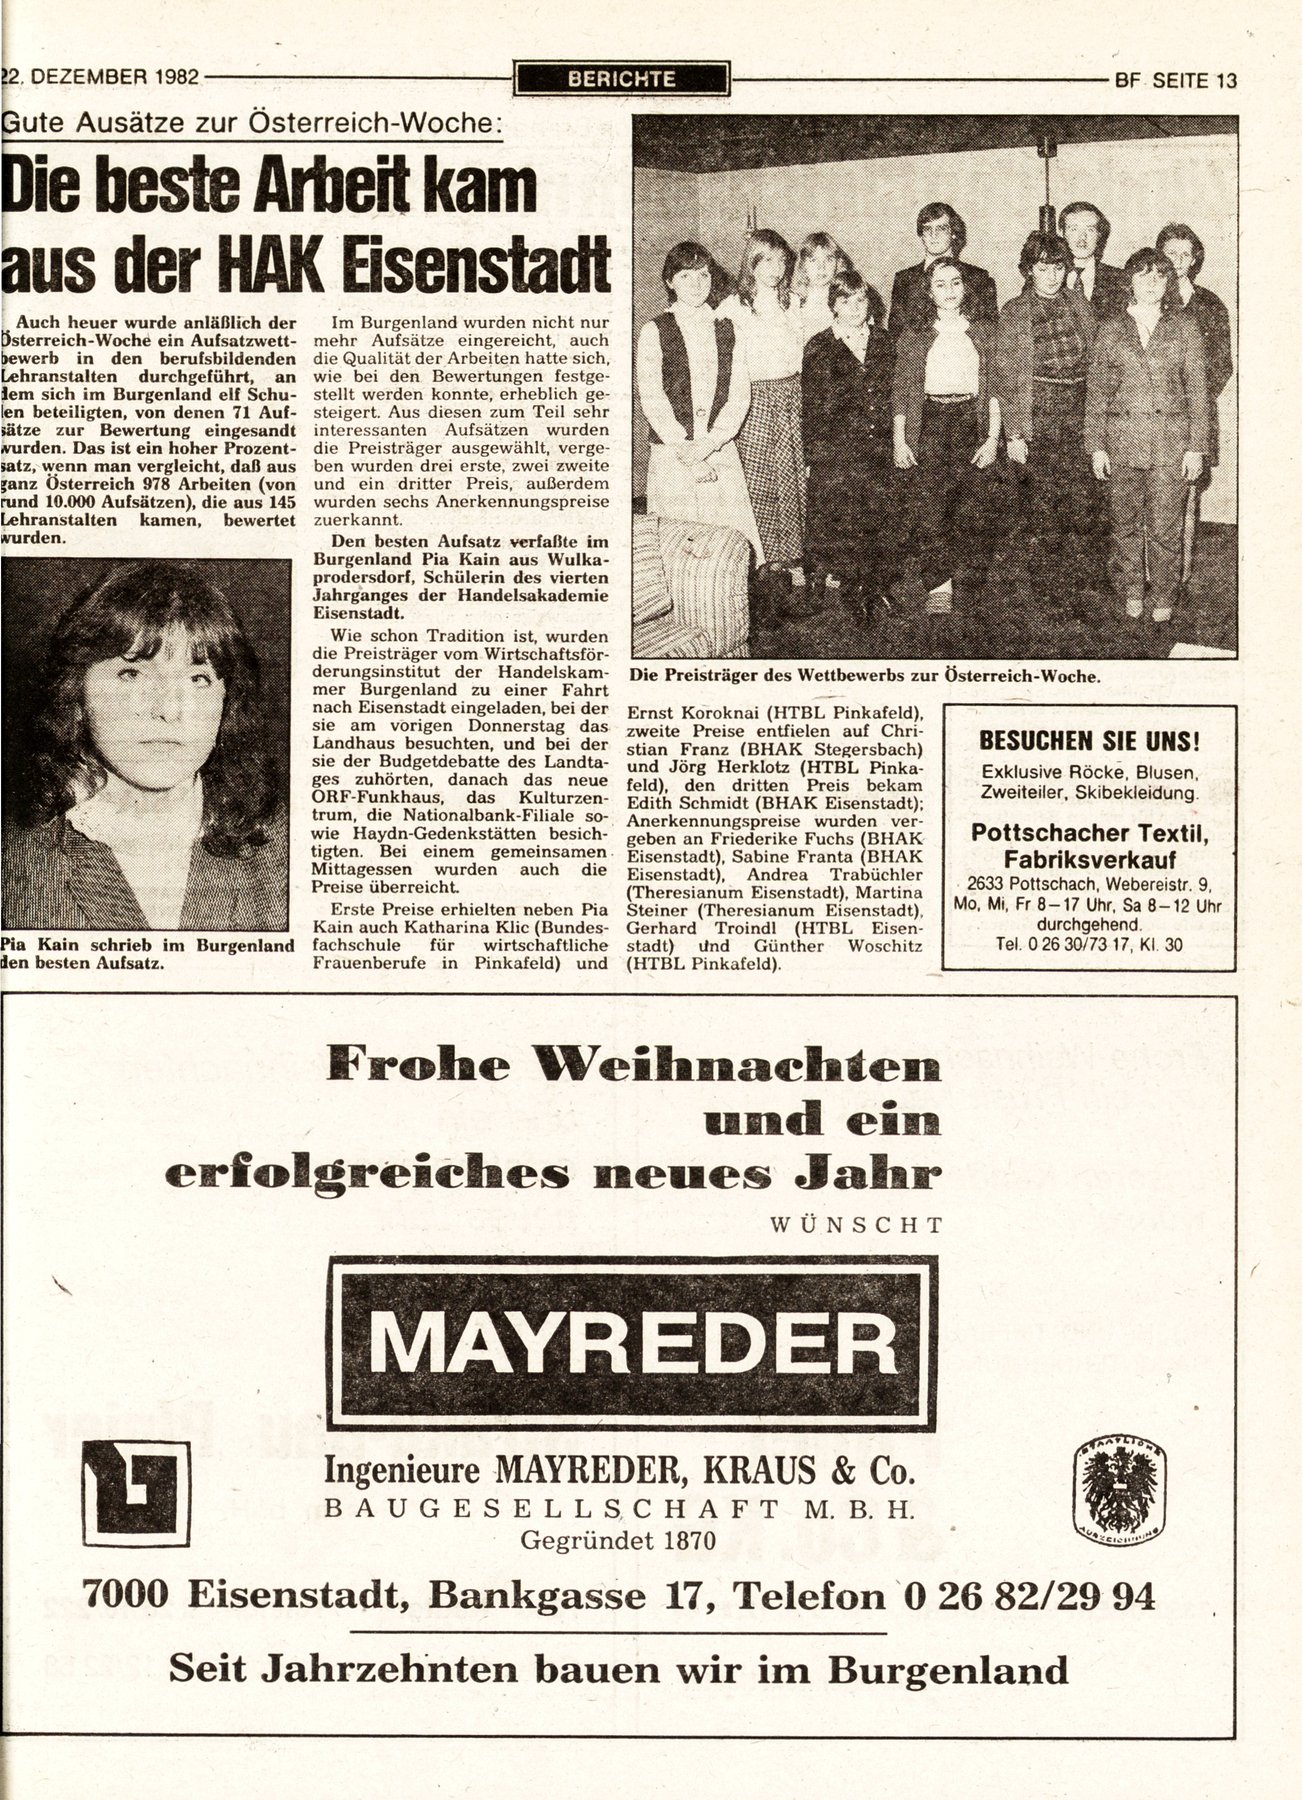 22. DEZEMBER 1982
BERICHTE
BF SEITE 13
Gute Ausätze zur Österreich-Woche:
Die beste Arbeit kam
aus der HAK Eisenstadt
Auch heuer wurde anläßlich der
Österreich-Woche ein Aufsatzwett-
bewerb in den berufsbildenden
Lehranstalten durchgeführt, an
dem sich im Burgenland elf Schu-
len beteiligten, von denen 71 Auf-
sätze zur Bewertung eingesandt
wurden. Das ist ein hoher Prozent-
satz, wenn man vergleicht, daß aus
ganz Österreich 978 Arbeiten (von
rund 10.000 Aufsätzen), die aus 145
Lehranstalten kamen, bewertet
wurden.
Pia Kain schrieb im Burgenland
den besten Aufsatz.
Im Burgenland wurden nicht nur
mehr Aufsätze eingereicht, auch
die Qualität der Arbeiten hatte sich,
wie bei den Bewertungen festge-
stellt werden konnte, erheblich ge-
steigert. Aus diesen zum Teil sehr
interessanten Aufsätzen wurden
die Preisträger ausgewählt, verge-
ben wurden drei erste, zwei zweite
und ein dritter Preis, außerdem
wurden sechs Anerkennungspreise
zuerkannt.
Den besten Aufsatz verfaßte im
Burgenland Pia Kain aus Wulka-
prodersdorf, Schülerin des vierten
Jahrganges der Handelsakademie
Eisenstadt.
Wie schon Tradition ist, wurden
die Preisträger vom Wirtschaftsför-
derungsinstitut der Handelskam-
mer Burgenland zu einer Fahrt
nach Eisenstadt eingeladen, bei der
sie am vorigen Donnerstag das
Landhaus besuchten, und bei der
sie der Budgetdebatte des Landta-
ges zuhörten, danach das neue
ORF-Funkhaus, das Kulturzen-
trum, die Nationalbank-Filiale so-
wie Haydn-Gedenkstätten besich-
tigten. Bei einem gemeinsamen
Mittagessen wurden auch die
Preise überreicht.
Erste Preise erhielten neben Pia
Kain auch Katharina Klic (Bundes-
fachschule für wirtschaftliche
Frauenberufe in Pinkafeld) und
Die Preisträger des Wettbewerbs zur Österreich-Woche.
Ernst Koroknai (HTBL Pinkafeld),
zweite Preise entfielen auf Chri-
stian Franz (BHAK Stegersbach)
und Jörg Herklotz (HTBL Pinka-
feld), den dritten Preis bekam
Edith Schmidt (BHAK Eisenstadt);
Anerkennungspreise wurden ver-
geben an Friederike Fuchs (BHAK
Eisenstadt), Sabine Franta (BHAK
Eisenstadt), Andrea Trabüchler
(Theresianum Eisenstadt), Martina
Steiner (Theresianum Eisenstadt),
Gerhard Troindl (HTBL Eisen-
stadt) und Günther Woschitz
(HTBL Pinkafeld).
BESUCHEN SIE UNS!
Exklusive Röcke, Blusen,
Zweiteiler, Skibekleidung.
Pottschacher Textil,
Fabriksverkauf
2633 Pottschach, Webereistr. 9,
Mo, Mi, Fr 8–17 Uhr, Sa 8–12 Uhr
durchgehend.
Tel. 0 26 30/73 17, Kl. 30
Frohe Weihnachten
und ein
erfolgreiches neues Jahr
WÜNSCHT
MAYREDER
Ingenieure MAYREDER, KRAUS & Co.
BAUGESELLSCHAFT M. B. H.
Gegründet 1870
STAATLICHE
AUSZEICHNUNG
7000 Eisenstadt, Bankgasse 17, Telefon 0 26 82/29 94
Seit Jahrzehnten bauen wir im Burgenland